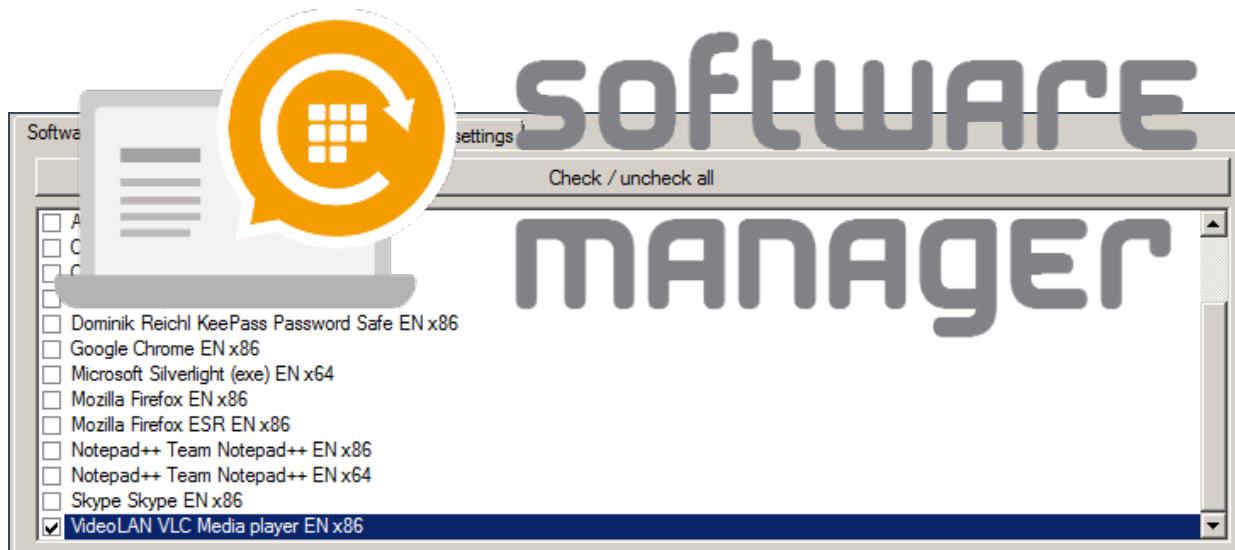 software
Softwa
settings
Check / uncheck all
manager
Dominik Reichl KeePass Password Safe EN x86
Google Chrome EN x86
Microsoft Silverlight (exe) EN x64
Mozilla Firefox EN x86
Mozilla Firefox ESR EN x86
Notepad++ Team Notepad++ EN x86
Notepad++ Team Notepad++ EN x64
Skype Skype EN x86
VideoLAN VLC Media player EN x86